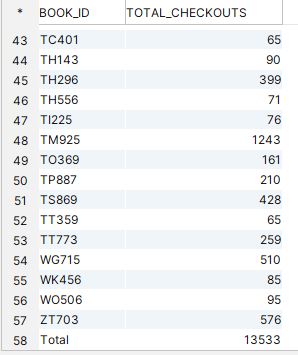 * BOOK_ID TOTAL_CHECKOUTS
43 TC401 65
44 TH143 90
45 TH296 399
46 TH556 71
47 TI225 76
48 TM925 1243
49 TO369 161
50 TP887 210
51 TS869 428
52 TT359 65
53 TT773 259
54 WG715 510
55 WK456 85
56 WO506 95
57 ZT703 576
58 Total 13533